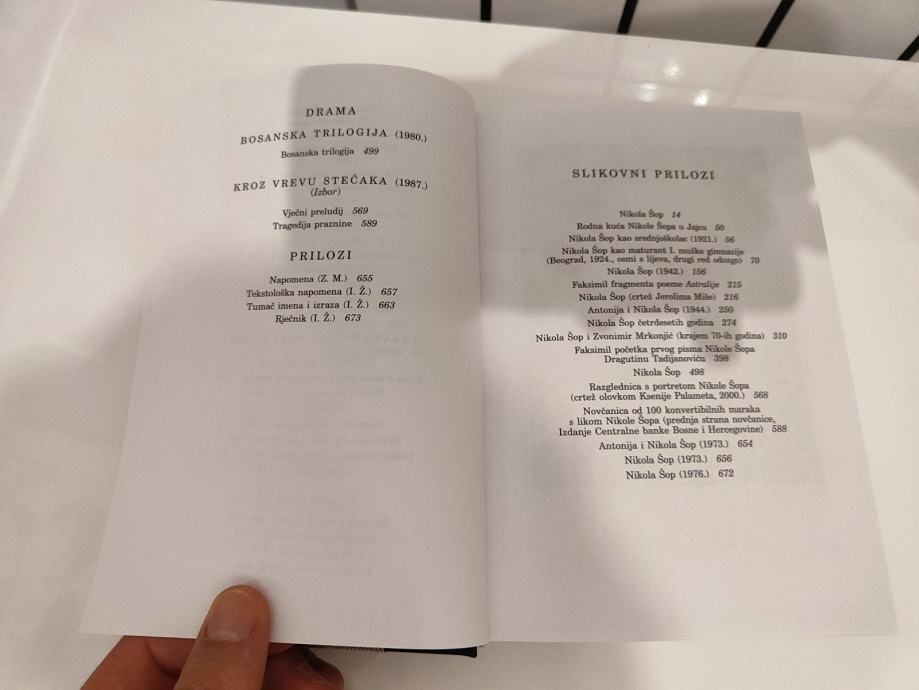 DRAMA
BOSANSKA TRILOGIJA (1980.)
Bosanska trilogija 499
KROZ VREVU STEĆAKA (1987.)
(Izbor)
Vječni preludij 569
Tragedija praznine 589
PRILOZI
Napomena (Z. M.) 655
Tekstološka napomena (I. Ž.) 657
Tumač imena i izraza (I. Ž.) 663
Rječnik (I. Ž.) 673
SLIKOVNI PRILOZI
Nikola Šop 14
Rodna kuća Nikole Šopa u Jajcu 50
Nikola Šop kao srednjoškolac (1921.) 56
Nikola Šop kao maturant I. muške gimnazije
(Beograd, 1924., osmi s lijeva, drugi red odozgo) 70
Nikola Šop (1942.) 156
Faksimil fragmenta poeme Astralije 215
Nikola Šop (crtež Jerolima Miše) 216
Antonija i Nikola Šop (1944.) 250
Nikola Šop četrdesetih godina 274
Nikola Šop i Zvonimir Mrkonjić (krajem 70-ih godina) 310
Faksimil početka prvog pisma Nikole Šopa
Dragutinu Tadijanoviću 398
Nikola Šop 498
Razglednica s portretom Nikole Šopa
(crtež olovkom Ksenije Palameta, 2000.) 568
Novčanica od 100 konvertibilnih maraka
s likom Nikole Šopa (prednja strana novčanice,
Izdanje Centralne banke Bosne i Hercegovine) 588
Antonija i Nikola Šop (1973.) 654
Nikola Šop (1973.) 656
Nikola Šop (1976.) 672